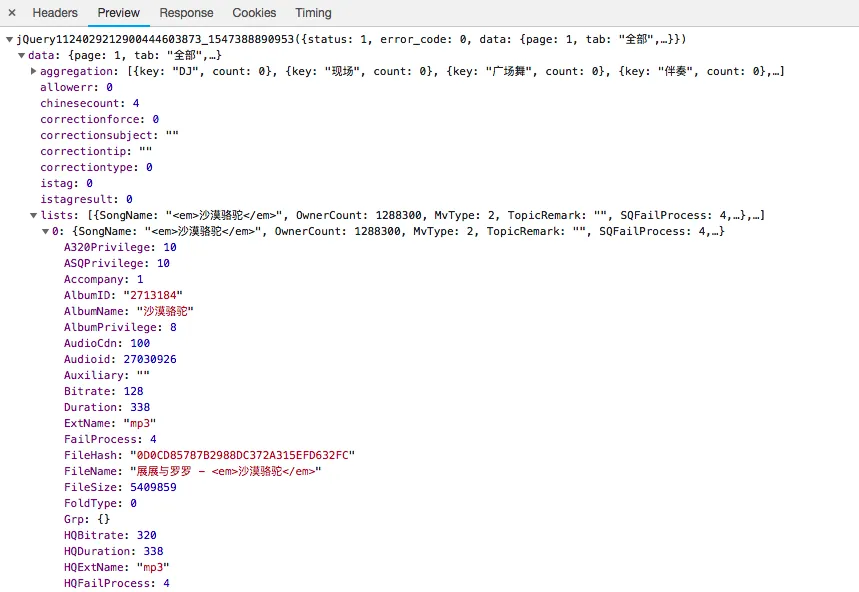 × Headers Preview Response Cookies Timing
▼jQuery1124029212900444603873_1547388890953({status: 1, error_code: 0, data: {page: 1, tab: "全部",…}})
▼data: {page: 1, tab: "全部",…}
▶aggregation: [{key: "DJ", count: 0}, {key: "现场", count: 0}, {key: "广场舞", count: 0}, {key: "伴奏", count: 0},…]
allowerr: 0
chinesecount: 4
correctionforce: 0
correctionsubject: ""
correctiontip: ""
correctiontype: 0
istag: 0
istagresult: 0
▼lists: [{SongName: "<em>沙漠骆驼</em>", OwnerCount: 1288300, MvType: 2, TopicRemark: "", SQFailProcess: 4,…},…]
▼0: {SongName: "<em>沙漠骆驼</em>", OwnerCount: 1288300, MvType: 2, TopicRemark: "", SQFailProcess: 4,…}
A320Privilege: 10
ASQPrivilege: 10
Accompany: 1
AlbumID: "2713184"
AlbumName: "沙漠骆驼"
AlbumPrivilege: 8
AudioCdn: 100
Audioid: 27030926
Auxiliary: ""
Bitrate: 128
Duration: 338
ExtName: "mp3"
FailProcess: 4
FileHash: "0D0CD85787B2988DC372A315EFD632FC"
FileName: "展展与罗罗 - <em>沙漠骆驼</em>"
FileSize: 5409859
FoldType: 0
Grp: {}
HQBitrate: 320
HQDuration: 338
HQExtName: "mp3"
HQFailProcess: 4